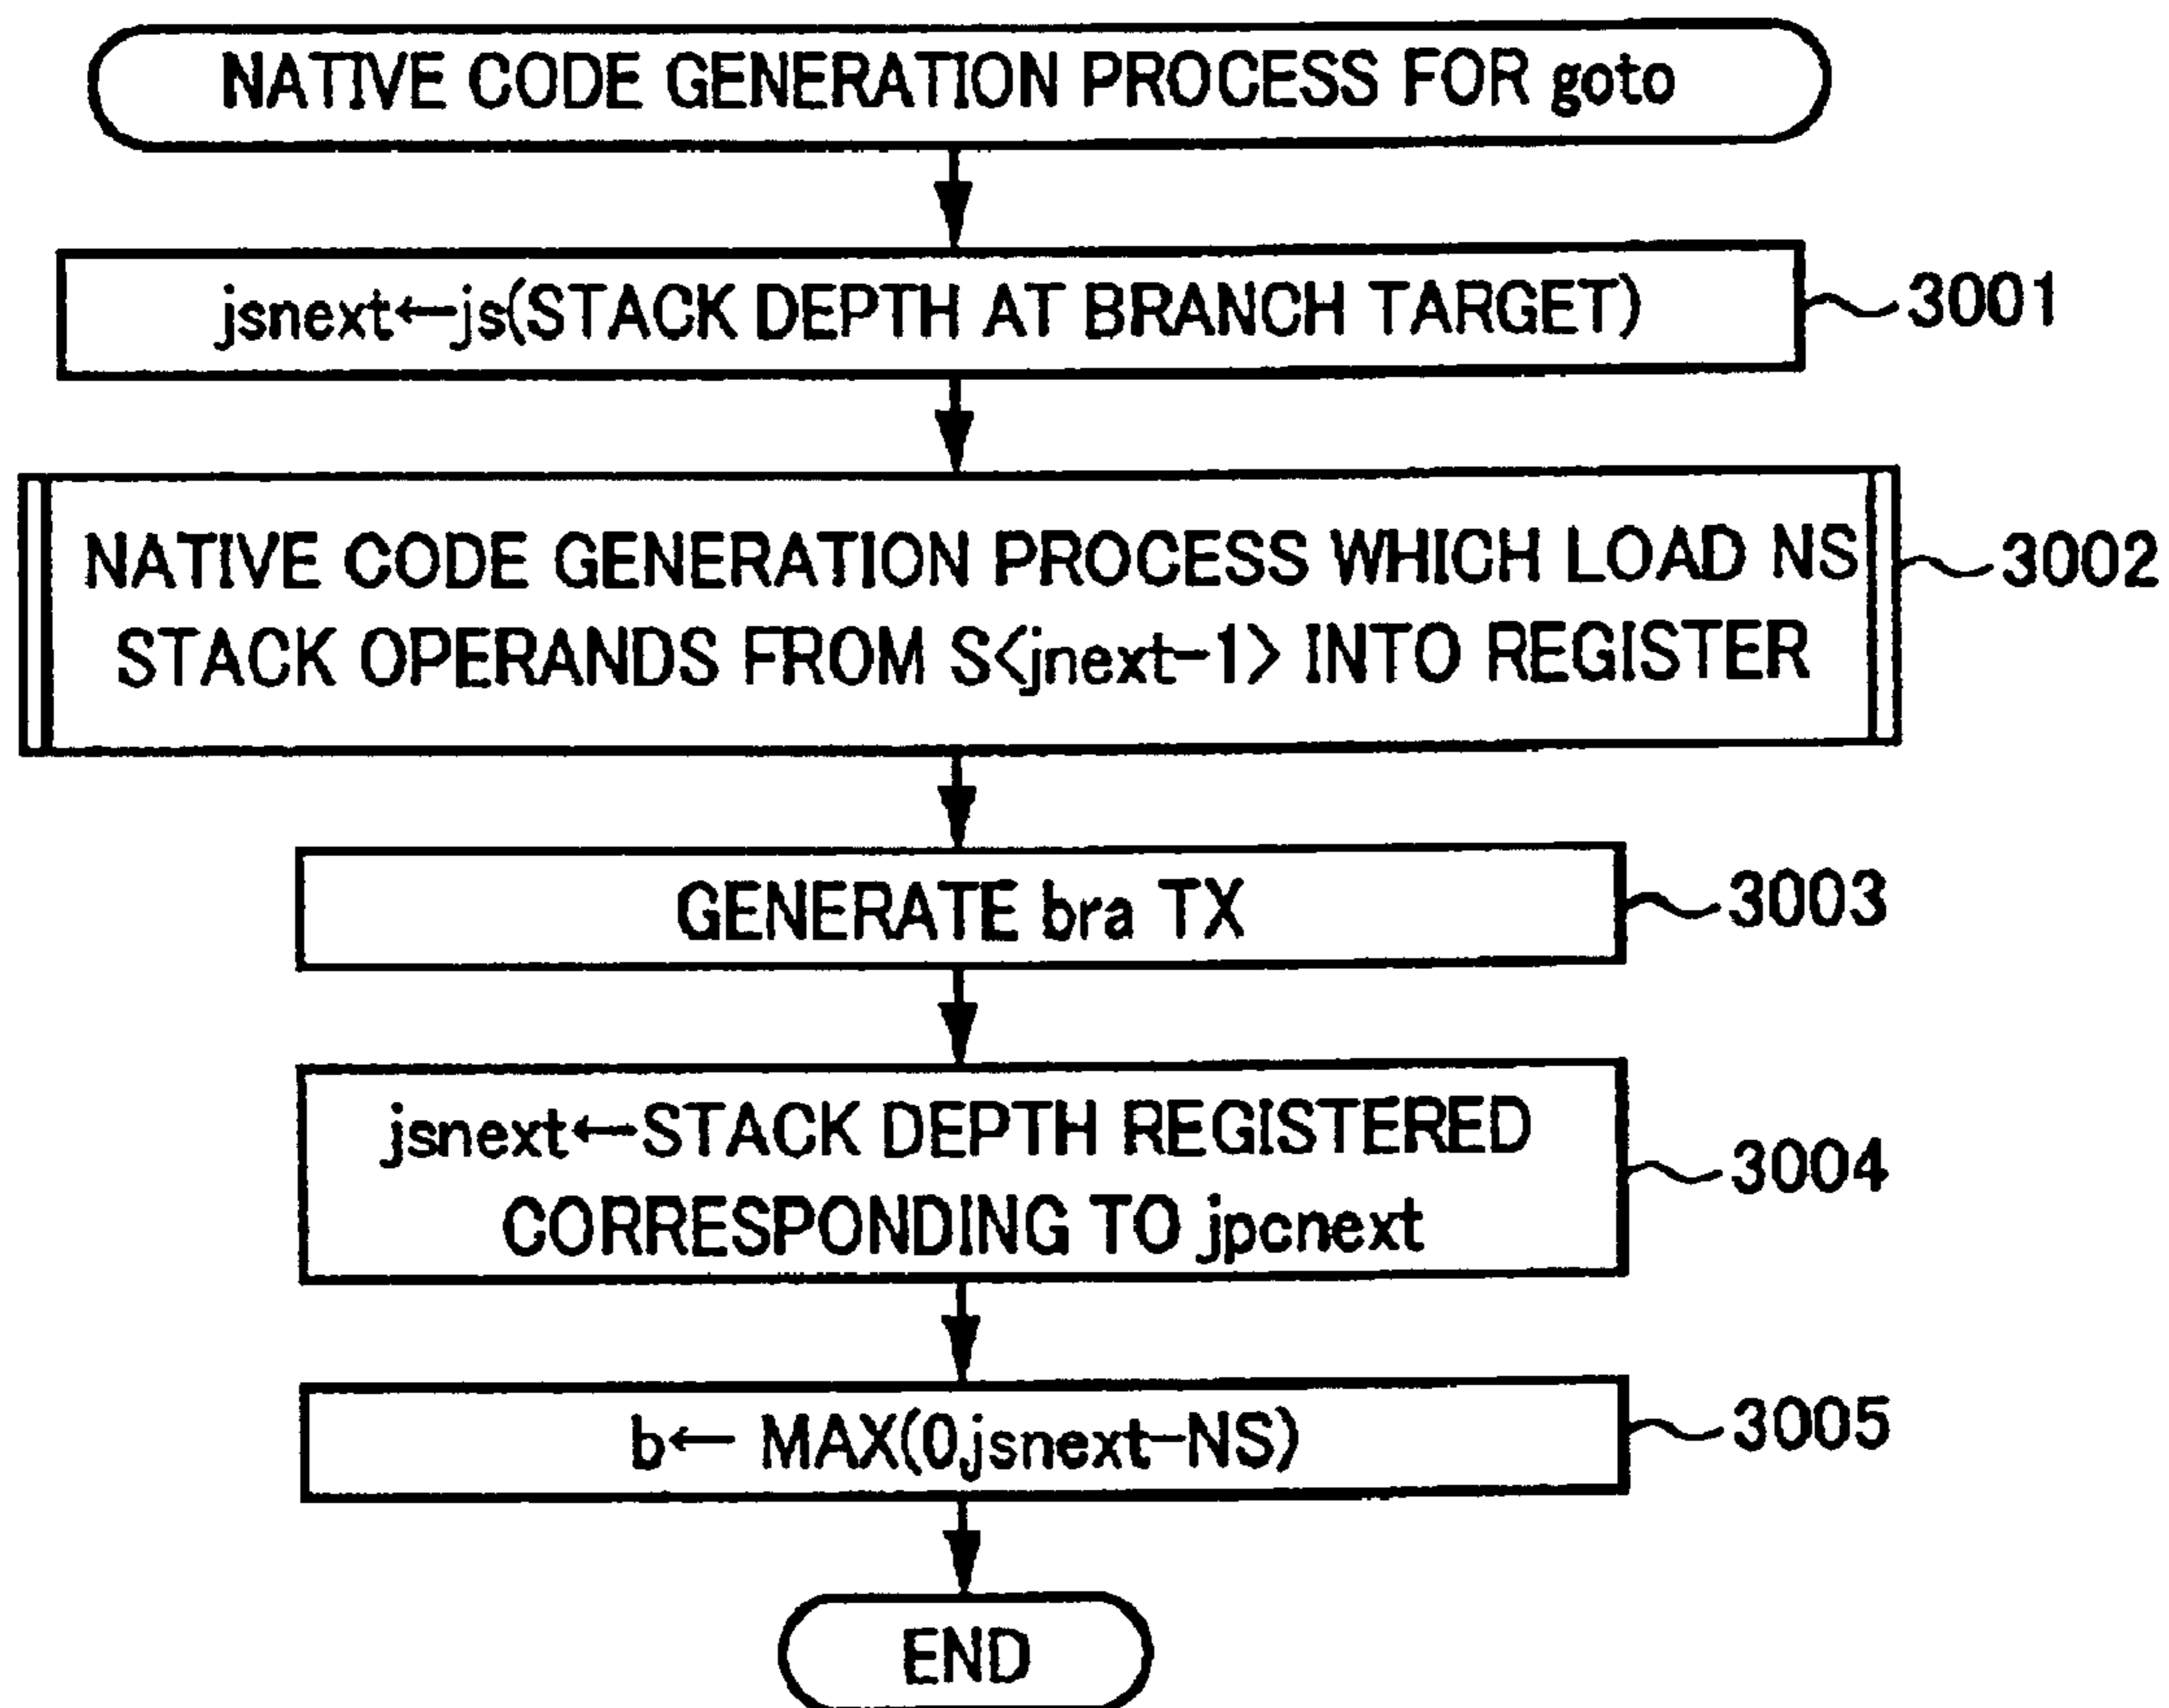 NATIVE CODE GENERATION PROCESS FOR goto
jsnext←js(STACK DEPTH AT BRANCH TARGET)
3001
NATIVE CODE GENERATION PROCESS WHICH LOAD NS
STACK OPERANDS FROM S<jnext-1> INTO REGISTER
3002
GENERATE bra TX
3003
jsnext←STACK DEPTH REGISTERED
CORRESPONDING TO jpcnext
3004
b← MAX(0,jsnext-NS)
3005
END